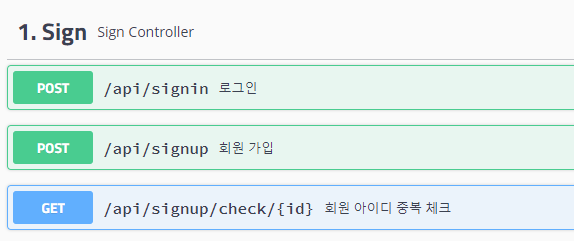 1. Sign Sign Controller
POST /api/signin 로그인
POST /api/signup 회원 가입
GET /api/signup/check/{id} 회원 아이디 중복 체크